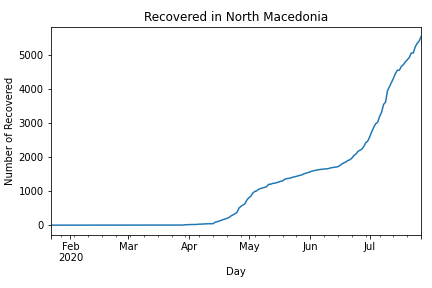 Recovered in North Macedonia
Number of Recovered
5000
4000
3000
2000
1000
0
Feb Mar Apr May Jun Jul
2020
Day